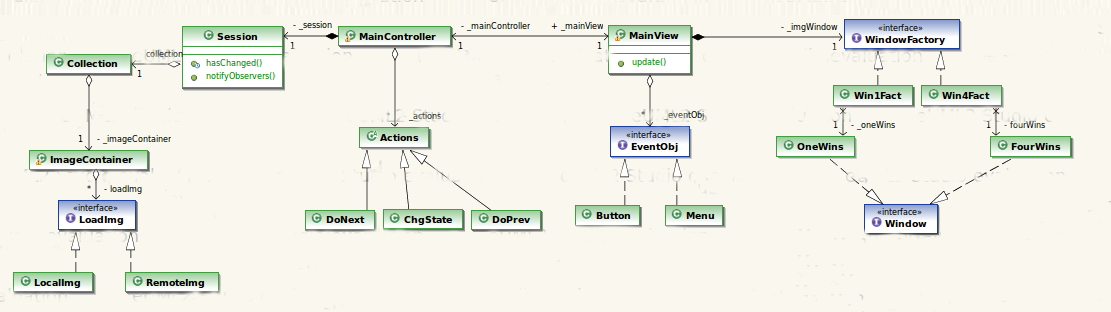 - _session
1
- _mainController
+ _mainView
1
1
- _imgWindow
1
«interface»
WindowFactory
Session
hasChanged()
notifyObservers()
MainController
MainView
update()
collection
1
Collection
Win1Fact
Win4Fact
_actions
_eventObj
1
- _oneWins
1
- fourWins
1
- _imageContainer
Actions
«interface»
EventObj
OneWins
FourWins
ImageContainer
*
- loadImg
«interface»
LoadImg
DoNext
ChgState
DoPrev
Button
Menu
«interface»
Window
LocalImg
RemoteImg